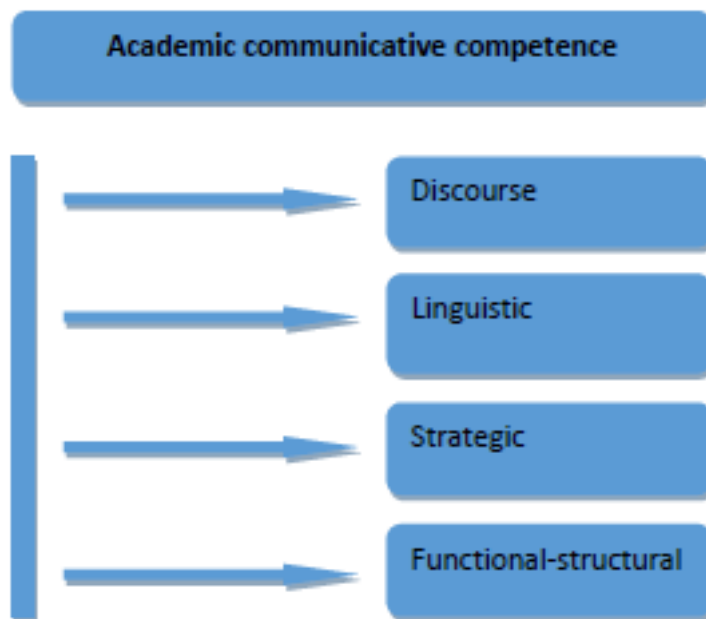 Academic communicative competence
Discourse
Linguistic
Strategic
Functional-structural